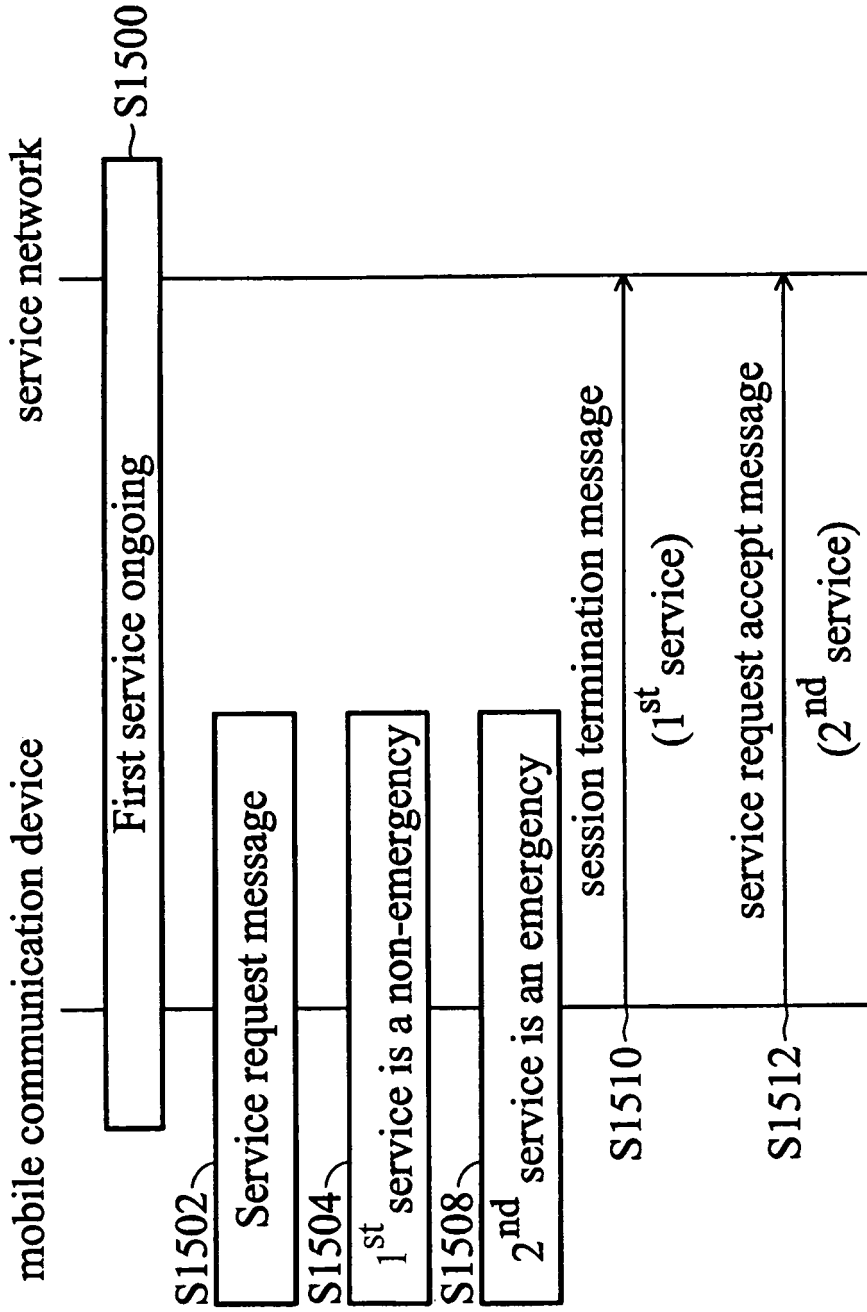 mobile communication device
service network
First service ongoing
S1500
S1502
Service request message
S1504
1st service is a non-emergency
S1508
2nd service is an emergency
session termination message
S1510
(1st service)
service request accept message
S1512
(2nd service)